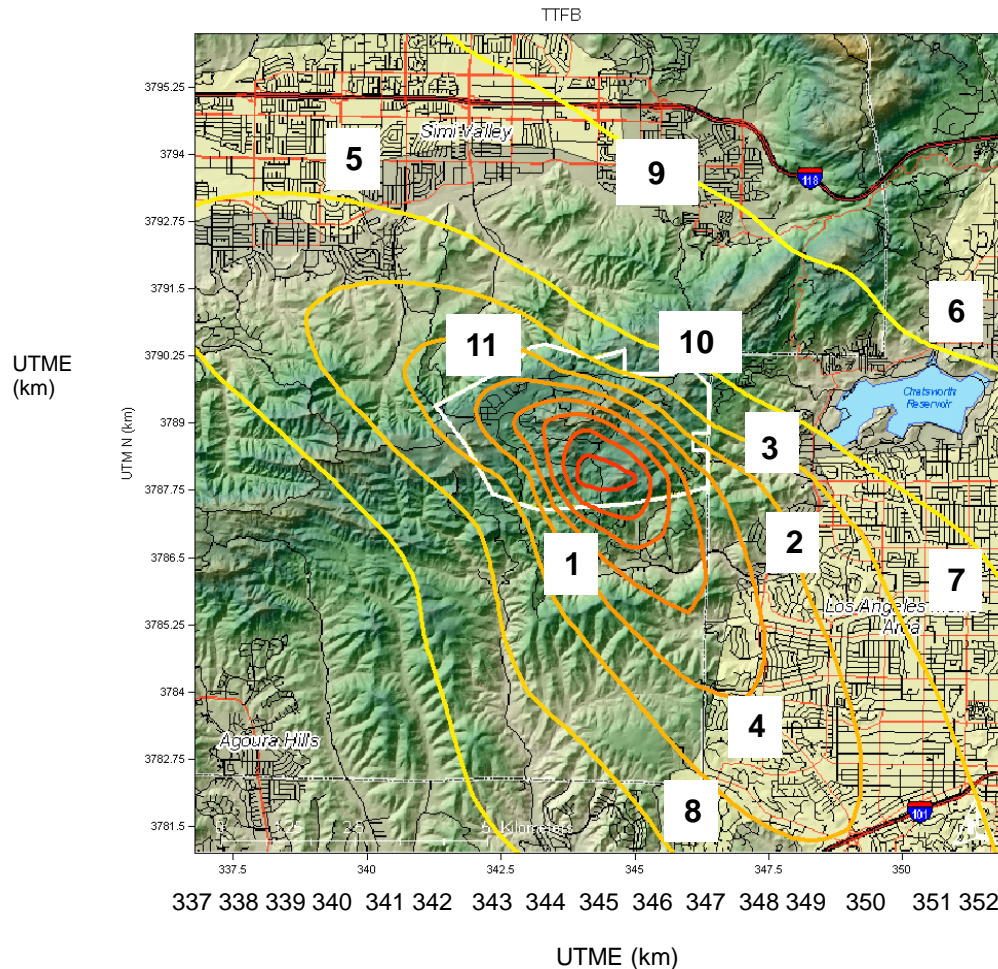 TTFB
3795.25
Simi Valley
5
3794
9
118
3792.75
3791.5
6
11
10
3790.25
UTME
(km)
Chatsworth
Reservoir
UTM N (km)
3789
3
3787.75
2
3786.5
1
7
Los Angeles
Area
3785.25
3784
4
Agoura Hills
3782.75
8
101
3781.5
5 Kilometers
337.5 340 342.5 345 347.5 350
337 338 339 340 341 342 343 344 345 346 347 348 349 350 351 352
UTME (km)